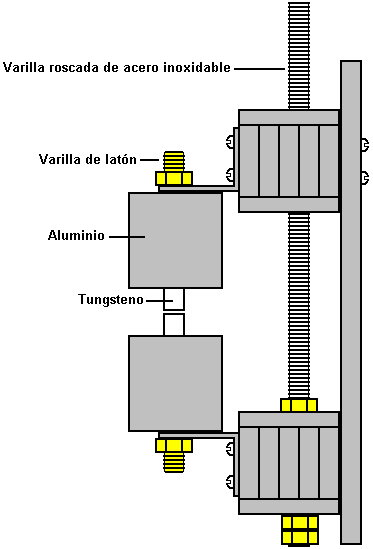 Varilla roscada de acero inoxidable
Varilla de latón
Aluminio
Tungsteno